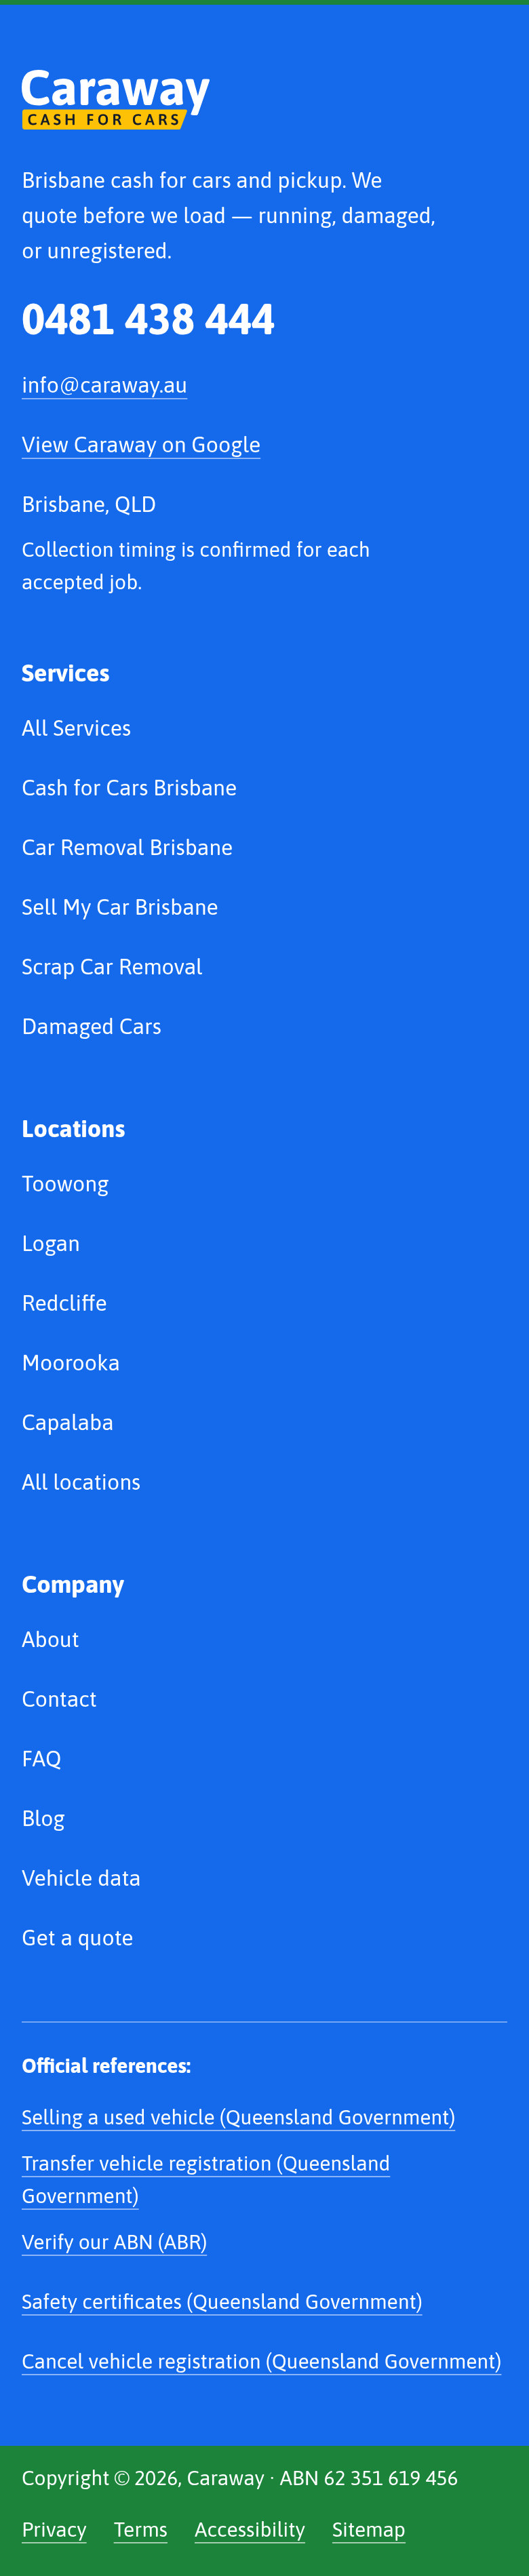 Caraway
CASH FOR CARS
Brisbane cash for cars and pickup. We
quote before we load — running, damaged,
or unregistered.
0481 438 444
info@caraway.au
View Caraway on Google
Brisbane, QLD
Collection timing is confirmed for each
accepted job.
Services
All Services
Cash for Cars Brisbane
Car Removal Brisbane
Sell My Car Brisbane
Scrap Car Removal
Damaged Cars
Locations
Toowong
Logan
Redcliffe
Moorooka
Capalaba
All locations
Company
About
Contact
FAQ
Blog
Vehicle data
Get a quote
Official references:
Selling a used vehicle (Queensland Government)
Transfer vehicle registration (Queensland
Government)
Verify our ABN (ABR)
Safety certificates (Queensland Government)
Cancel vehicle registration (Queensland Government)
Copyright © 2026, Caraway · ABN 62 351 619 456
Privacy Terms Accessibility Sitemap